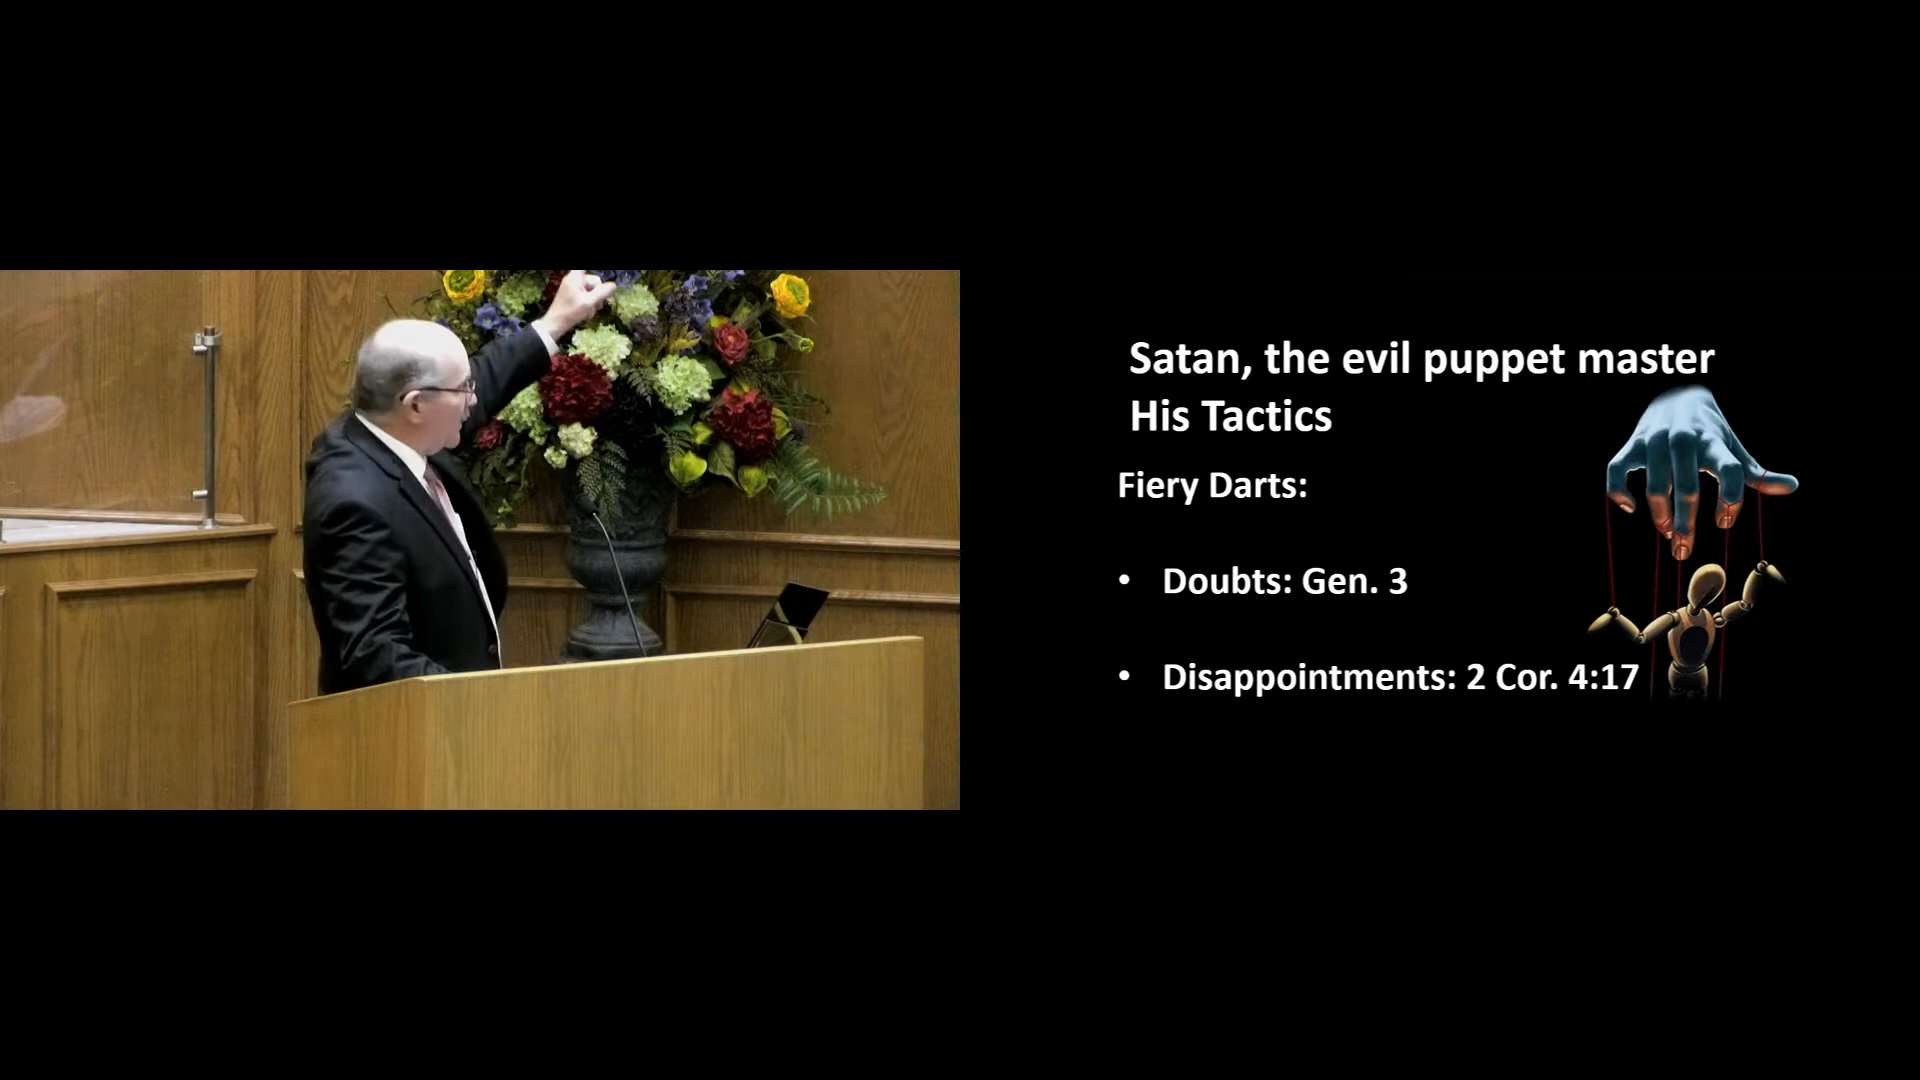 Satan, the evil puppet master
His Tactics
Fiery Darts:
• Doubts: Gen. 3
• Disappointments: 2 Cor. 4:17